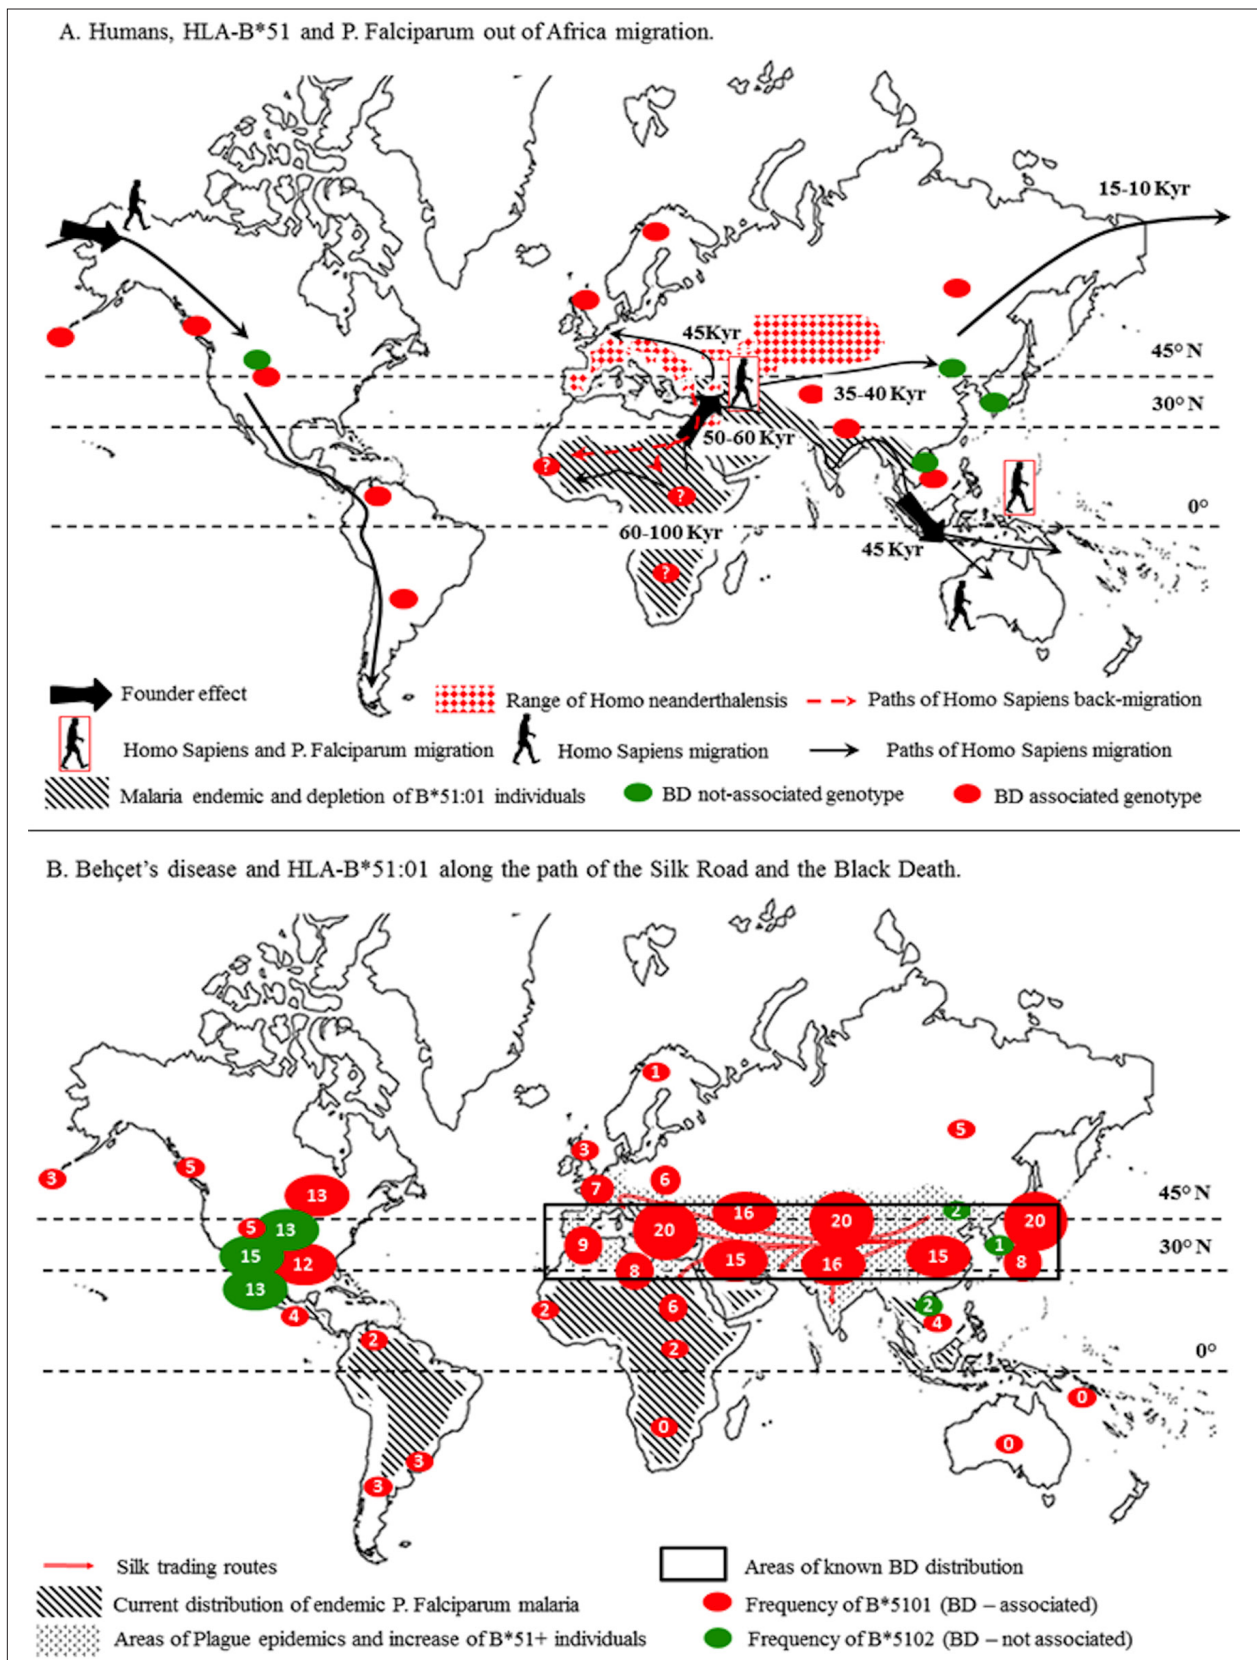 A. Humans, HLA-B*51 and P. Falciparum out of Africa migration.
15-10 Kyr
45Kyr
45° N
35-40 Kyr
30° N
50-60 Kyr
?
?
0°
60-100 Kyr
45 Kyr
?
Founder effect
Range of Homo neanderthalensis
Paths of Homo Sapiens back-migration
Homo Sapiens and P. Falciparum migration
Homo Sapiens migration
Paths of Homo Sapiens migration
Malaria endemic and depletion of B*51:01 individuals
BD not-associated genotype
BD associated genotype
B. Behçet's disease and HLA-B*51:01 along the path of the Silk Road and the Black Death.
1
5
3
3
5
6
7
13
45° N
16
2
5
13
20
20
20
9
1
30° N
15
12
8
15
16
15
8
13
2
6
2
4
4
2
2
0°
0
0
0
3
3
Silk trading routes
Areas of known BD distribution
Current distribution of endemic P. Falciparum malaria
Frequency of B*5101 (BD – associated)
Areas of Plague epidemics and increase of B*51+ individuals
Frequency of B*5102 (BD – not associated)